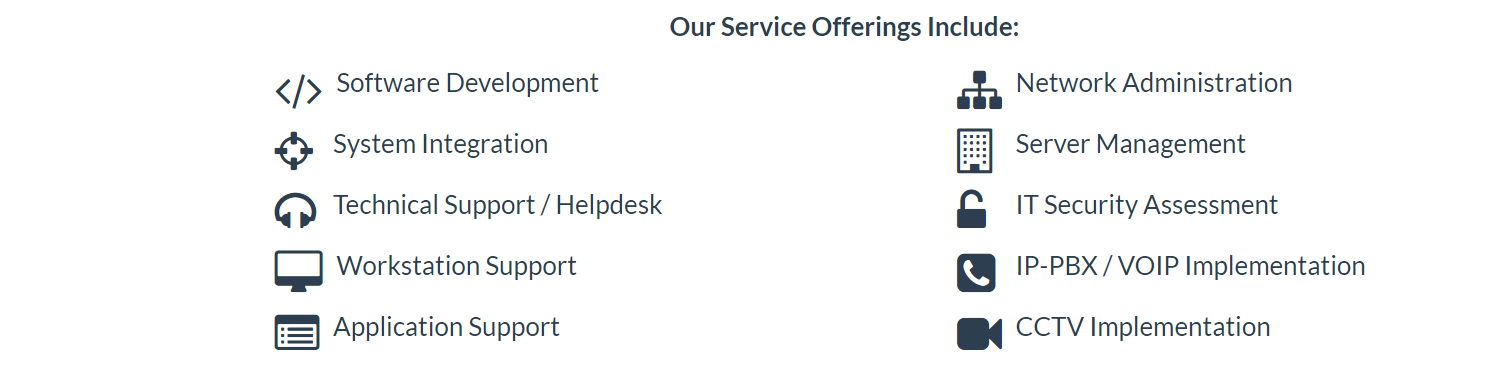 Our Service Offerings Include:
Software Development
System Integration
Technical Support / Helpdesk
Workstation Support
Application Support
Network Administration
Server Management
IT Security Assessment
IP-PBX / VOIP Implementation
CCTV Implementation